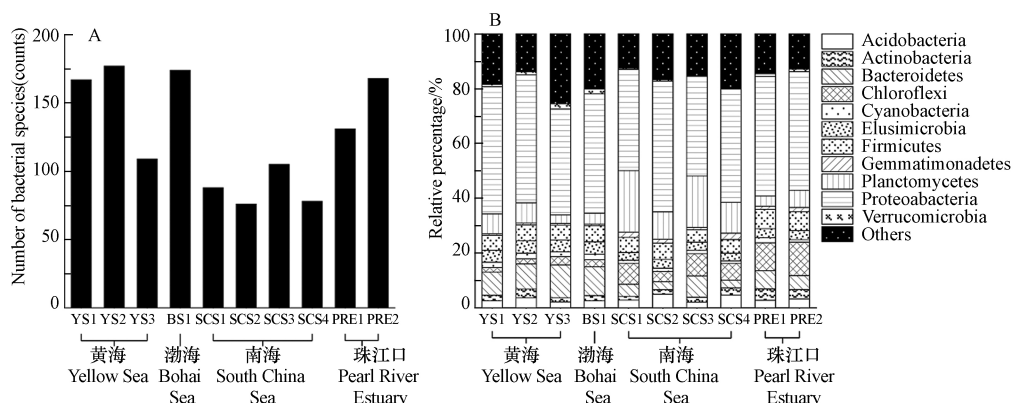 A
Number of bacterial species(counts)
200
150
100
50
0
YS1 YS2 YS3 BS1 SCS1 SCS2 SCS3 SCS4 PRE1 PRE2
黄海 渤海 南海 珠江口
Yellow Sea Bohai South China Pearl River
Sea Sea Estuary
B
Relative percentage/%
100
80
60
40
20
0
YS1 YS2 YS3 BS1 SCS1 SCS2 SCS3 SCS4 PRE1 PRE2
黄海 渤海 南海 珠江口
Yellow Sea Bohai South China Pearl River
Sea Sea Estuary
Acidobacteria
Actinobacteria
Bacteroidetes
Chloroflexi
Cyanobacteria
Elusimicrobia
Firmicutes
Gemmatimonadetes
Planctomycetes
Proteoabacteria
Verrucomicrobia
Others